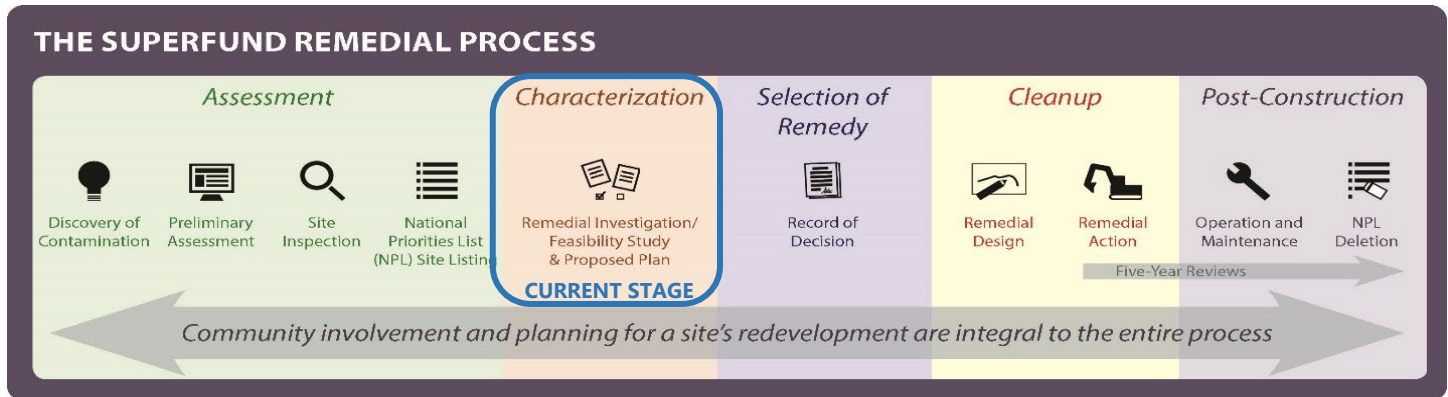 THE SUPERFUND REMEDIAL PROCESS
Assessment
Discovery of
Contamination
Preliminary
Assessment
Site
Inspection
National
Priorities List
(NPL) Site Listing
Characterization
Remedial Investigation/
Feasibility Study
& Proposed Plan
CURRENT STAGE
Selection of
Remedy
Record of
Decision
Cleanup
Remedial
Design
Remedial
Action
Post-Construction
Operation and
Maintenance
NPL
Deletion
Five-Year Reviews
Community involvement and planning for a site's redevelopment are integral to the entire process